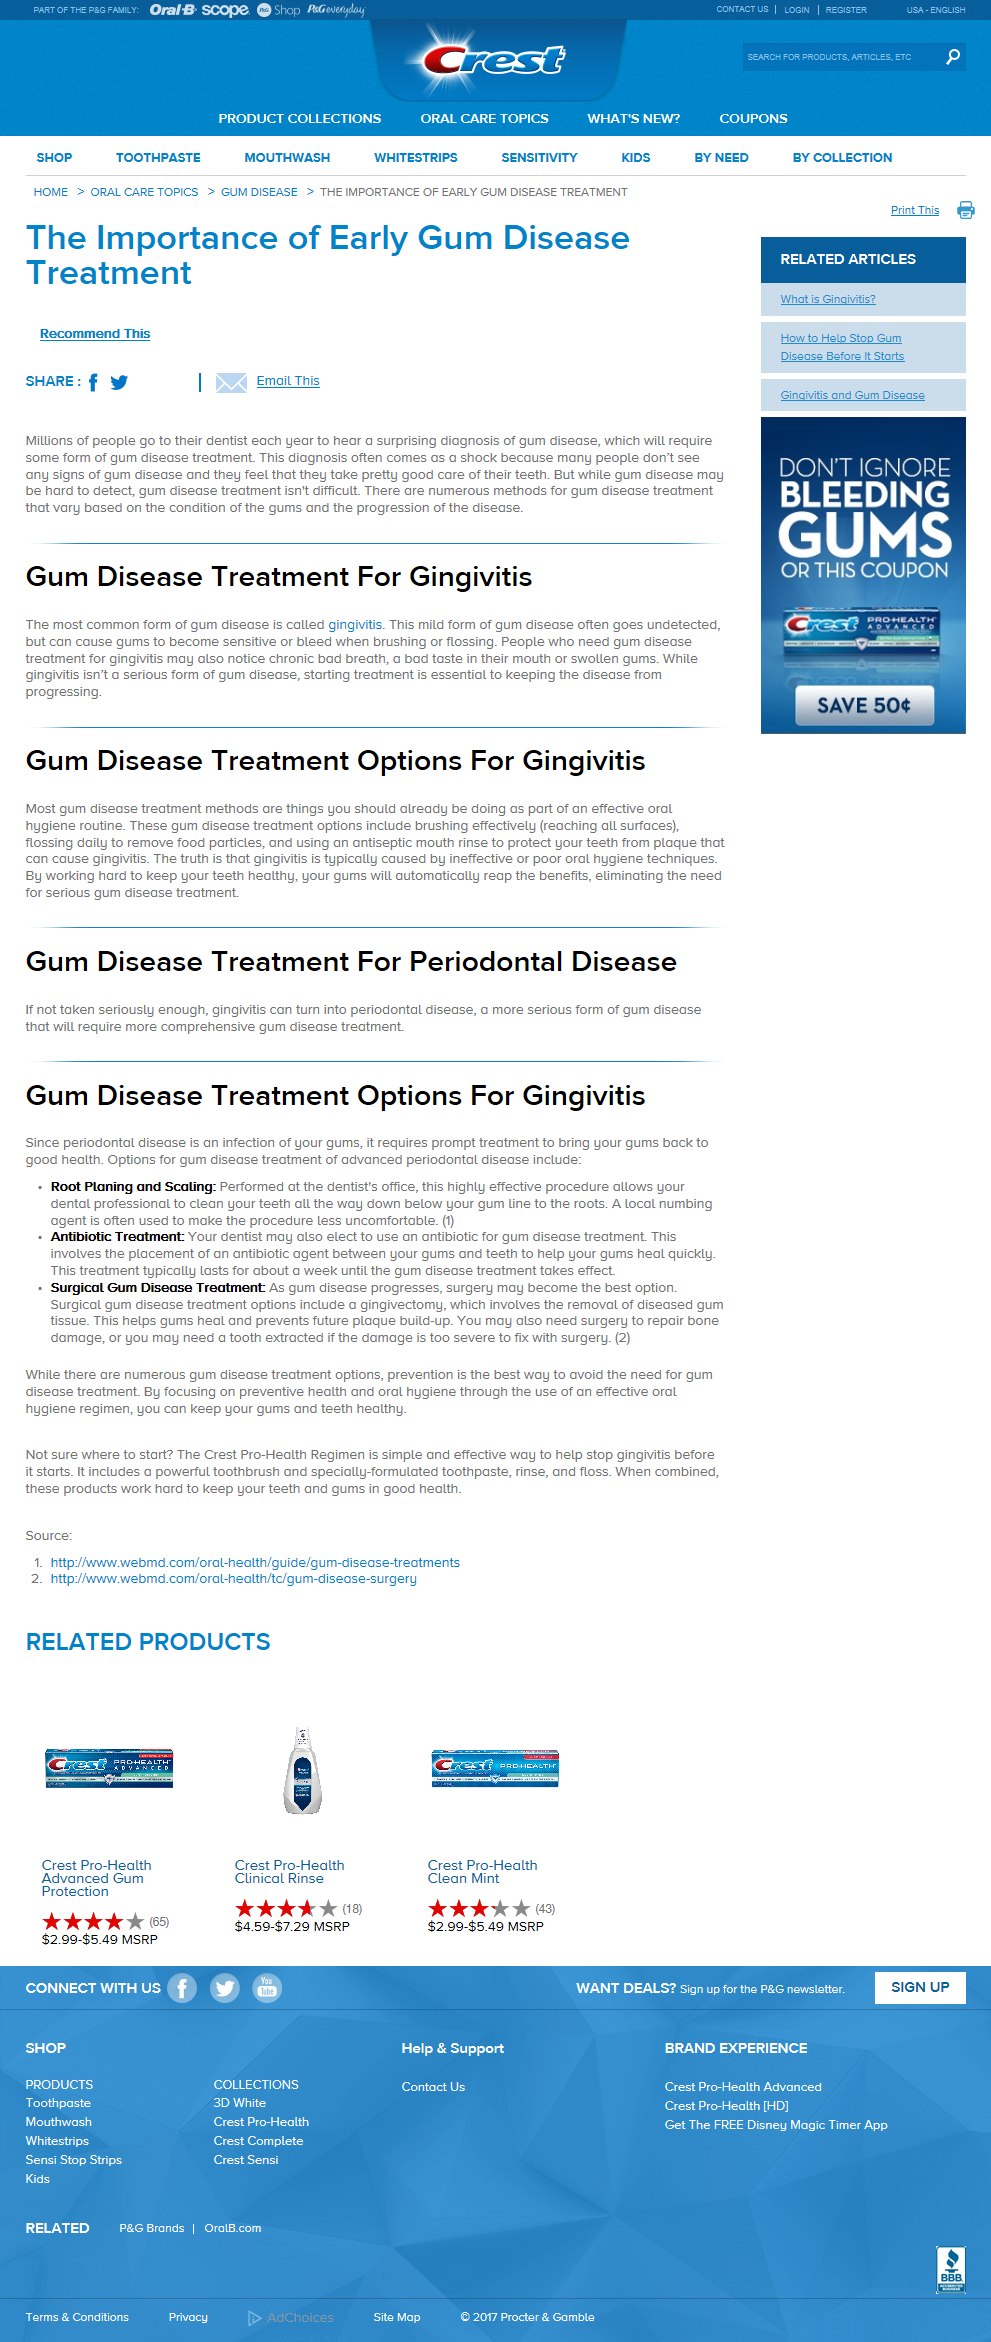 PART OF THE P&G FAMILY: Oral-B scope. P&G Shop P&G everyday
CONTACT US | LOGIN | REGISTER USA - ENGLISH
Crest
SEARCH FOR PRODUCTS, ARTICLES, ETC
PRODUCT COLLECTIONS ORAL CARE TOPICS WHAT'S NEW? COUPONS
SHOP TOOTHPASTE MOUTHWASH WHITESTRIPS SENSITIVITY KIDS BY NEED BY COLLECTION
HOME > ORAL CARE TOPICS > GUM DISEASE > THE IMPORTANCE OF EARLY GUM DISEASE TREATMENT
Print This
The Importance of Early Gum Disease
Treatment
Recommend This
SHARE : | Email This
Millions of people go to their dentist each year to hear a surprising diagnosis of gum disease, which will require
some form of gum disease treatment. This diagnosis often comes as a shock because many people don't see
any signs of gum disease and they feel that they take pretty good care of their teeth. But while gum disease may
be hard to detect, gum disease treatment isn't difficult. There are numerous methods for gum disease treatment
that vary based on the condition of the gums and the progression of the disease.
Gum Disease Treatment For Gingivitis
The most common form of gum disease is called gingivitis. This mild form of gum disease often goes undetected,
but can cause gums to become sensitive or bleed when brushing or flossing. People who need gum disease
treatment for gingivitis may also notice chronic bad breath, a bad taste in their mouth or swollen gums. While
gingivitis isn't a serious form of gum disease, starting treatment is essential to keeping the disease from
progressing.
Gum Disease Treatment Options For Gingivitis
Most gum disease treatment methods are things you should already be doing as part of an effective oral
hygiene routine. These gum disease treatment options include brushing effectively (reaching all surfaces),
flossing daily to remove food particles, and using an antiseptic mouth rinse to protect your teeth from plaque that
can cause gingivitis. The truth is that gingivitis is typically caused by ineffective or poor oral hygiene techniques.
By working hard to keep your teeth healthy, your gums will automatically reap the benefits, eliminating the need
for serious gum disease treatment.
Gum Disease Treatment For Periodontal Disease
If not taken seriously enough, gingivitis can turn into periodontal disease, a more serious form of gum disease
that will require more comprehensive gum disease treatment.
Gum Disease Treatment Options For Gingivitis
Since periodontal disease is an infection of your gums, it requires prompt treatment to bring your gums back to
good health. Options for gum disease treatment of advanced periodontal disease include:
• Root Planing and Scaling: Performed at the dentist's office, this highly effective procedure allows your
dental professional to clean your teeth all the way down below your gum line to the roots. A local numbing
agent is often used to make the procedure less uncomfortable. (1)
• Antibiotic Treatment: Your dentist may also elect to use an antibiotic for gum disease treatment. This
involves the placement of an antibiotic agent between your gums and teeth to help your gums heal quickly.
This treatment typically lasts for about a week until the gum disease treatment takes effect.
• Surgical Gum Disease Treatment: As gum disease progresses, surgery may become the best option.
Surgical gum disease treatment options include a gingivectomy, which involves the removal of diseased gum
tissue. This helps gums heal and prevents future plaque build-up. You may also need surgery to repair bone
damage, or you may need a tooth extracted if the damage is too severe to fix with surgery. (2)
While there are numerous gum disease treatment options, prevention is the best way to avoid the need for gum
disease treatment. By focusing on preventive health and oral hygiene through the use of an effective oral
hygiene regimen, you can keep your gums and teeth healthy.
Not sure where to start? The Crest Pro-Health Regimen is simple and effective way to help stop gingivitis before
it starts. It includes a powerful toothbrush and specially-formulated toothpaste, rinse, and floss. When combined,
these products work hard to keep your teeth and gums in good health.
Source:
1. http://www.webmd.com/oral-health/guide/gum-disease-treatments
2. http://www.webmd.com/oral-health/tc/gum-disease-surgery
RELATED ARTICLES
What is Gingivitis?
How to Help Stop Gum
Disease Before It Starts
Gingivitis and Gum Disease
DON'T IGNORE
BLEEDING
GUMS
OR THIS COUPON
Crest PRO-HEALTH
ADVANCED
SAVE 50¢
RELATED PRODUCTS
Crest PRO-HEALTH
ADVANCED
Crest PRO-HEALTH
Crest Pro-Health
Advanced Gum
Protection
(65)
$2.99-$5.49 MSRP
Crest Pro-Health
Clinical Rinse
(18)
$4.59-$7.29 MSRP
Crest Pro-Health
Clean Mint
(43)
$2.99-$5.49 MSRP
CONNECT WITH US You Tube
WANT DEALS? Sign up for the P&G newsletter. SIGN UP
SHOP
PRODUCTS
Toothpaste
Mouthwash
Whitestrips
Sensi Stop Strips
Kids
COLLECTIONS
3D White
Crest Pro-Health
Crest Complete
Crest Sensi
Help & Support
Contact Us
BRAND EXPERIENCE
Crest Pro-Health Advanced
Crest Pro-Health [HD]
Get The FREE Disney Magic Timer App
RELATED P&G Brands | OralB.com
BBB.
ACCREDITED
BUSINESS
Terms & Conditions Privacy AdChoices Site Map © 2017 Procter & Gamble